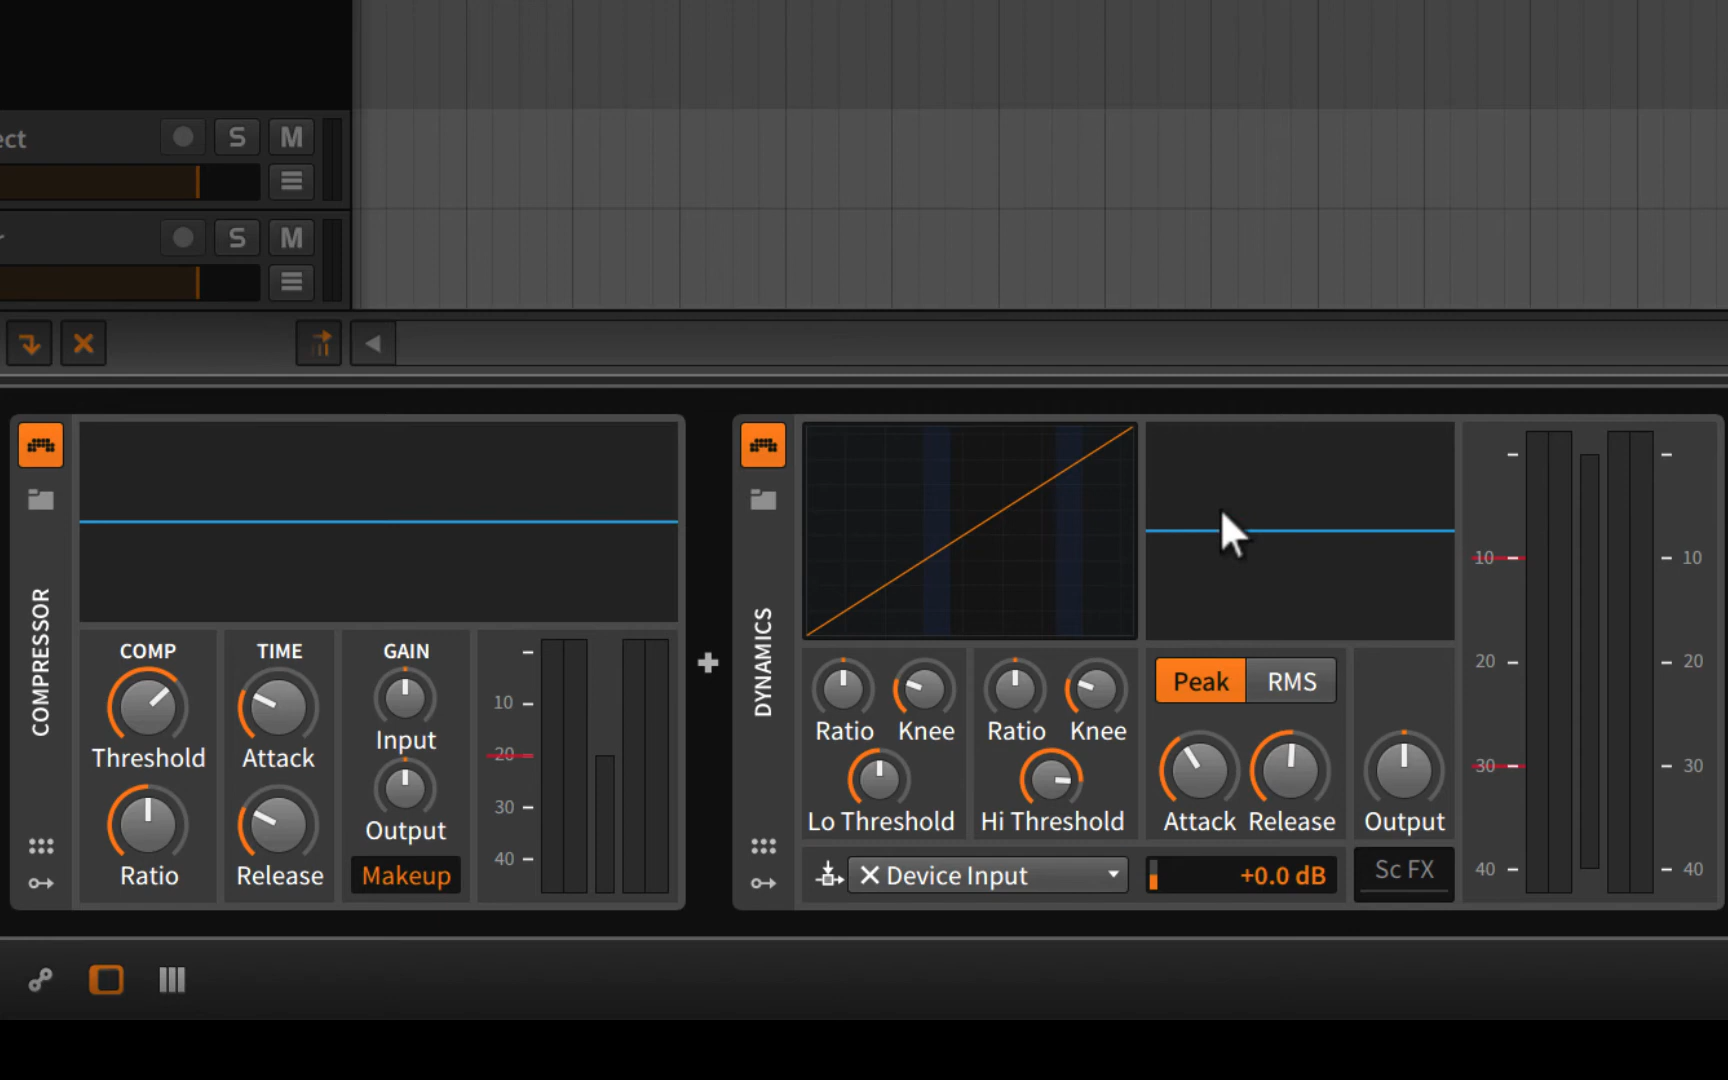 ect
S M
r
S M
COMPRESSOR
COMP
Threshold
Ratio
TIME
Attack
Release
GAIN
Input
Output
Makeup
10
20
30
40
DYNAMICS
Ratio Knee
Lo Threshold
Ratio Knee
Hi Threshold
Peak RMS
Attack Release
Output
Device Input
+0.0 dB
Sc FX
10 10
20 20
30 30
40 40